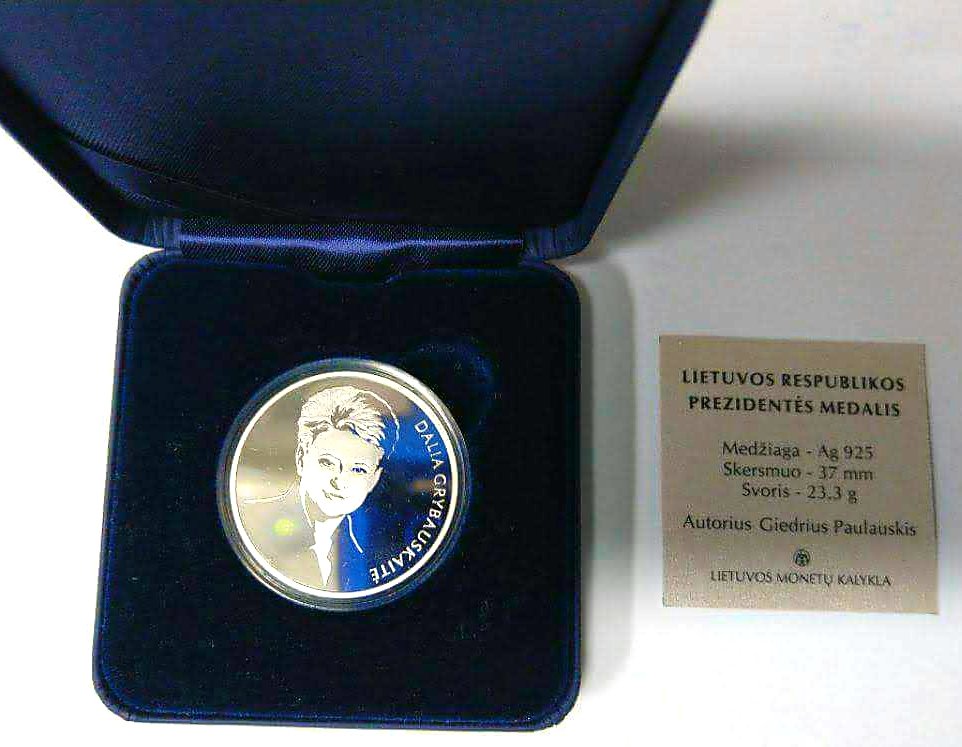 DALIA GRYBAUSKAITĖ
LIETUVOS RESPUBLIKOS
PREZIDENTĖS MEDALIS
Medžiaga - Ag 925
Skersmuo - 37 mm
Svoris - 23.3 g
Autorius Giedrius Paulauskis
LIETUVOS MONETŲ KALYKLA